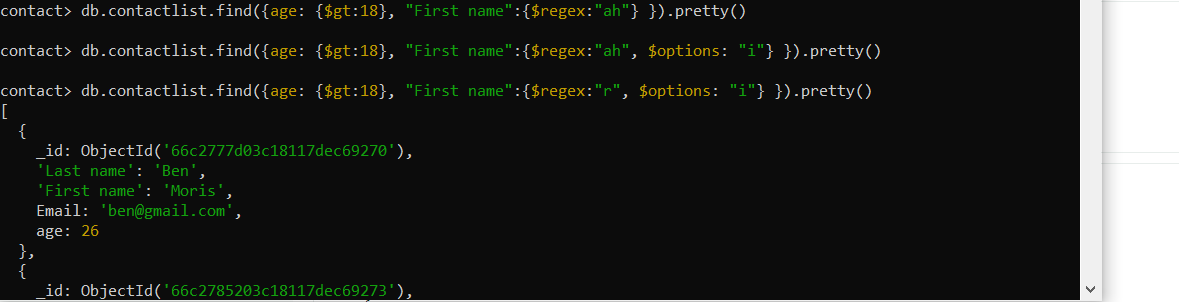 contact> db.contactlist.find({age: {$gt:18}, "First name":{$regex:"ah"} }).pretty()
contact> db.contactlist.find({age: {$gt:18}, "First name":{$regex:"ah", $options: "i"} }).pretty()
contact> db.contactlist.find({age: {$gt:18}, "First name":{$regex:"r", $options: "i"} }).pretty()
[
  {
    _id: ObjectId('66c2777d03c18117dec69270'),
    'Last name': 'Ben',
    'First name': 'Moris',
    Email: 'ben@gmail.com',
    age: 26
  },
  {
    _id: ObjectId('66c2785203c18117dec69273'),